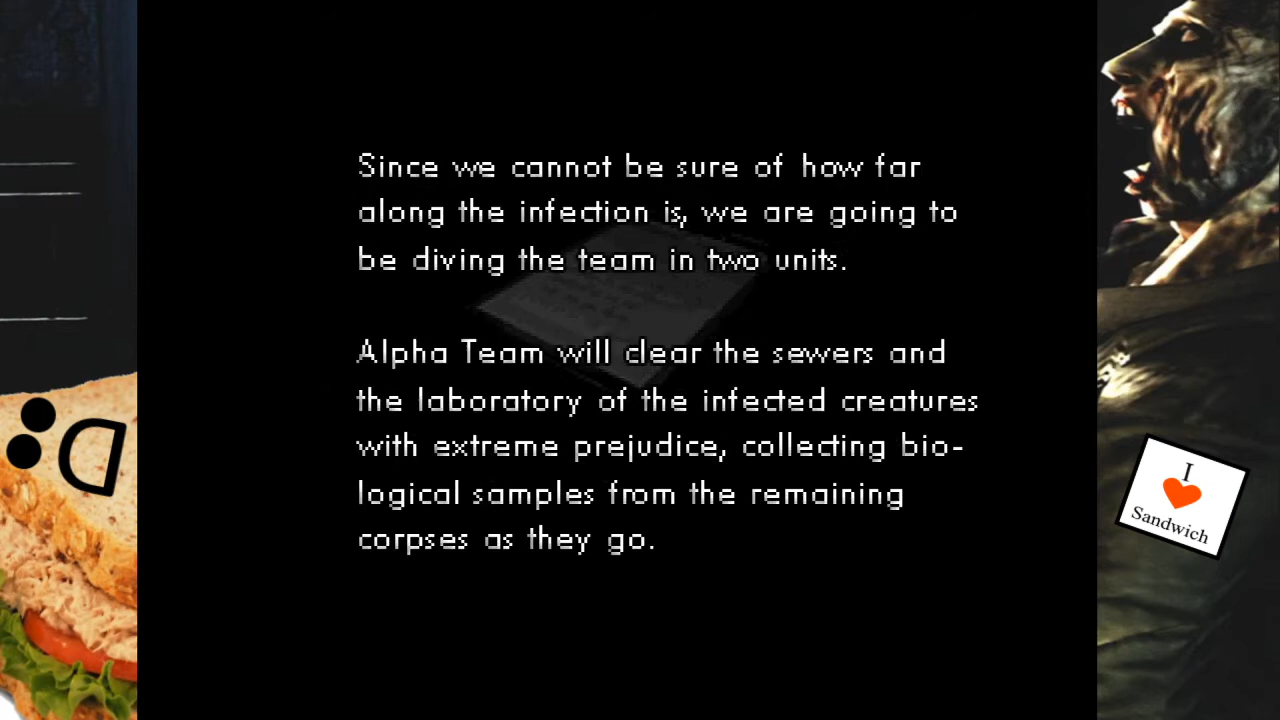 Since we cannot be sure of how far
along the infection is, we are going to
be diving the team in two units.
Alpha Team will clear the sewers and
the laboratory of the infected creatures
with extreme prejudice, collecting bio-
logical samples from the remaining
corpses as they go.
I
Sandwich